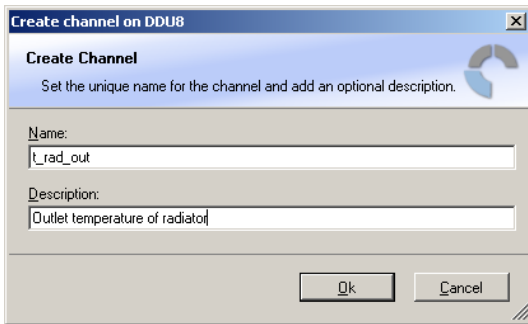 Create channel on DDU8
Create Channel
Set the unique name for the channel and add an optional description.
Name:
t_rad_out
Description:
Outlet temperature of radiator
Ok
Cancel